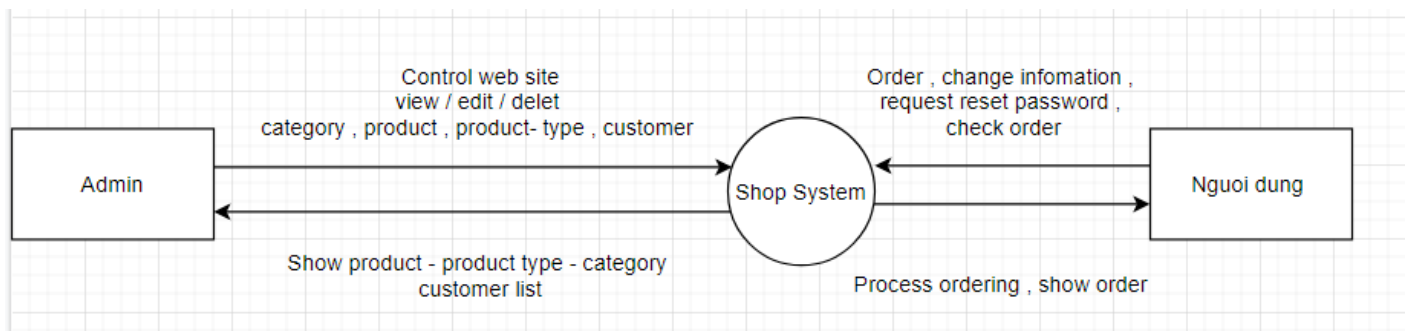 Control web site
view / edit / delet
category , product , product- type , customer
Order , change infomation ,
request reset password ,
check order
Admin
Shop System
Nguoi dung
Show product - product type - category
customer list
Process ordering , show order